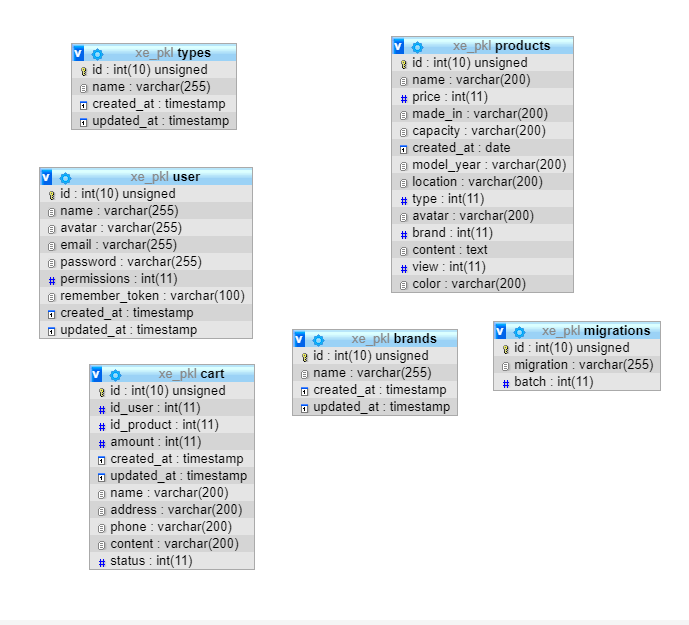 xe_pkl types
id : int(10) unsigned
name : varchar(255)
created_at : timestamp
updated_at : timestamp
xe_pkl products
id : int(10) unsigned
name : varchar(200)
price : int(11)
made_in : varchar(200)
capacity : varchar(200)
created_at : date
model_year : varchar(200)
location : varchar(200)
type : int(11)
avatar : varchar(200)
brand : int(11)
content : text
view : int(11)
color : varchar(200)
xe_pkl user
id : int(10) unsigned
name : varchar(255)
avatar : varchar(255)
email : varchar(255)
password : varchar(255)
permissions : int(11)
remember_token : varchar(100)
created_at : timestamp
updated_at : timestamp
xe_pkl brands
id : int(10) unsigned
name : varchar(255)
created_at : timestamp
updated_at : timestamp
xe_pkl migrations
id : int(10) unsigned
migration : varchar(255)
batch : int(11)
xe_pkl cart
id : int(10) unsigned
id_user : int(11)
id_product : int(11)
amount : int(11)
created_at : timestamp
updated_at : timestamp
name : varchar(200)
address : varchar(200)
phone : varchar(200)
content : varchar(200)
status : int(11)